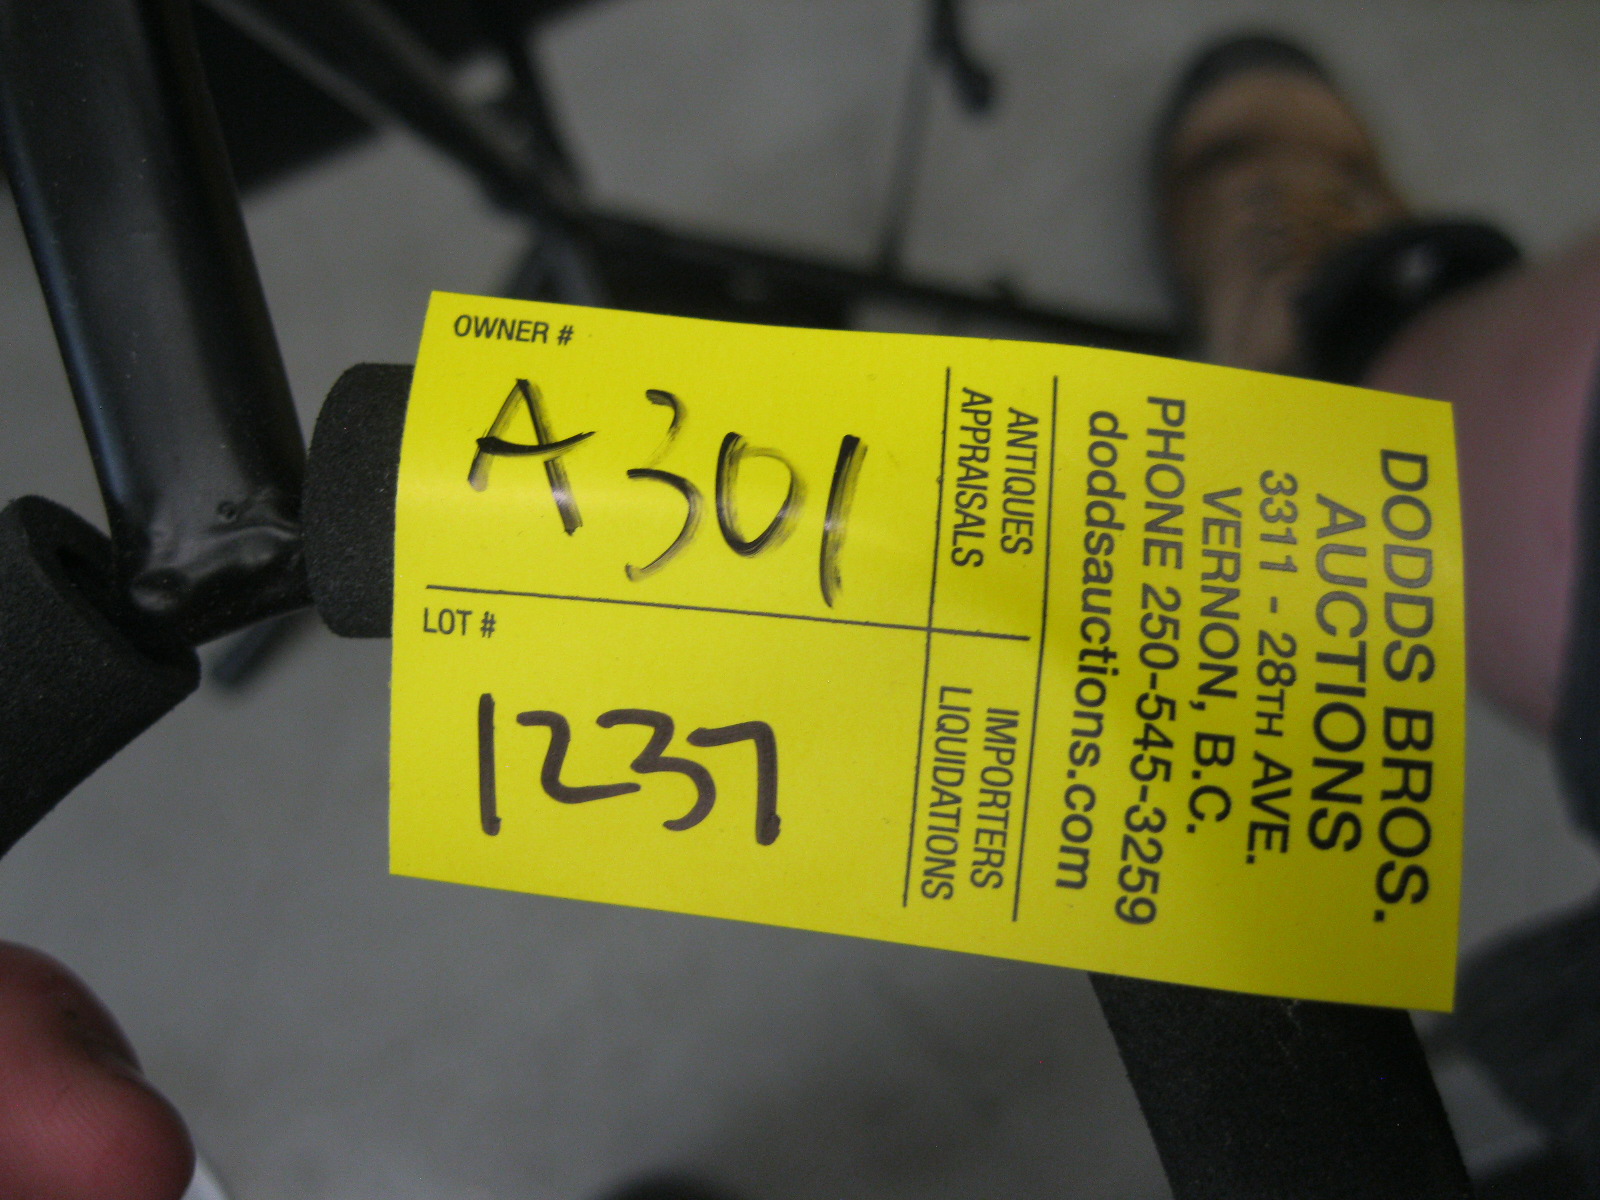 OWNER #
A301
LOT #
1237
ANTIQUES
APPRAISALS
IMPORTERS
LIQUIDATIONS
DODDS BROS.
AUCTIONS
3311 - 28TH AVE.
VERNON, B.C.
PHONE 250-545-3259
doddsauctions.com